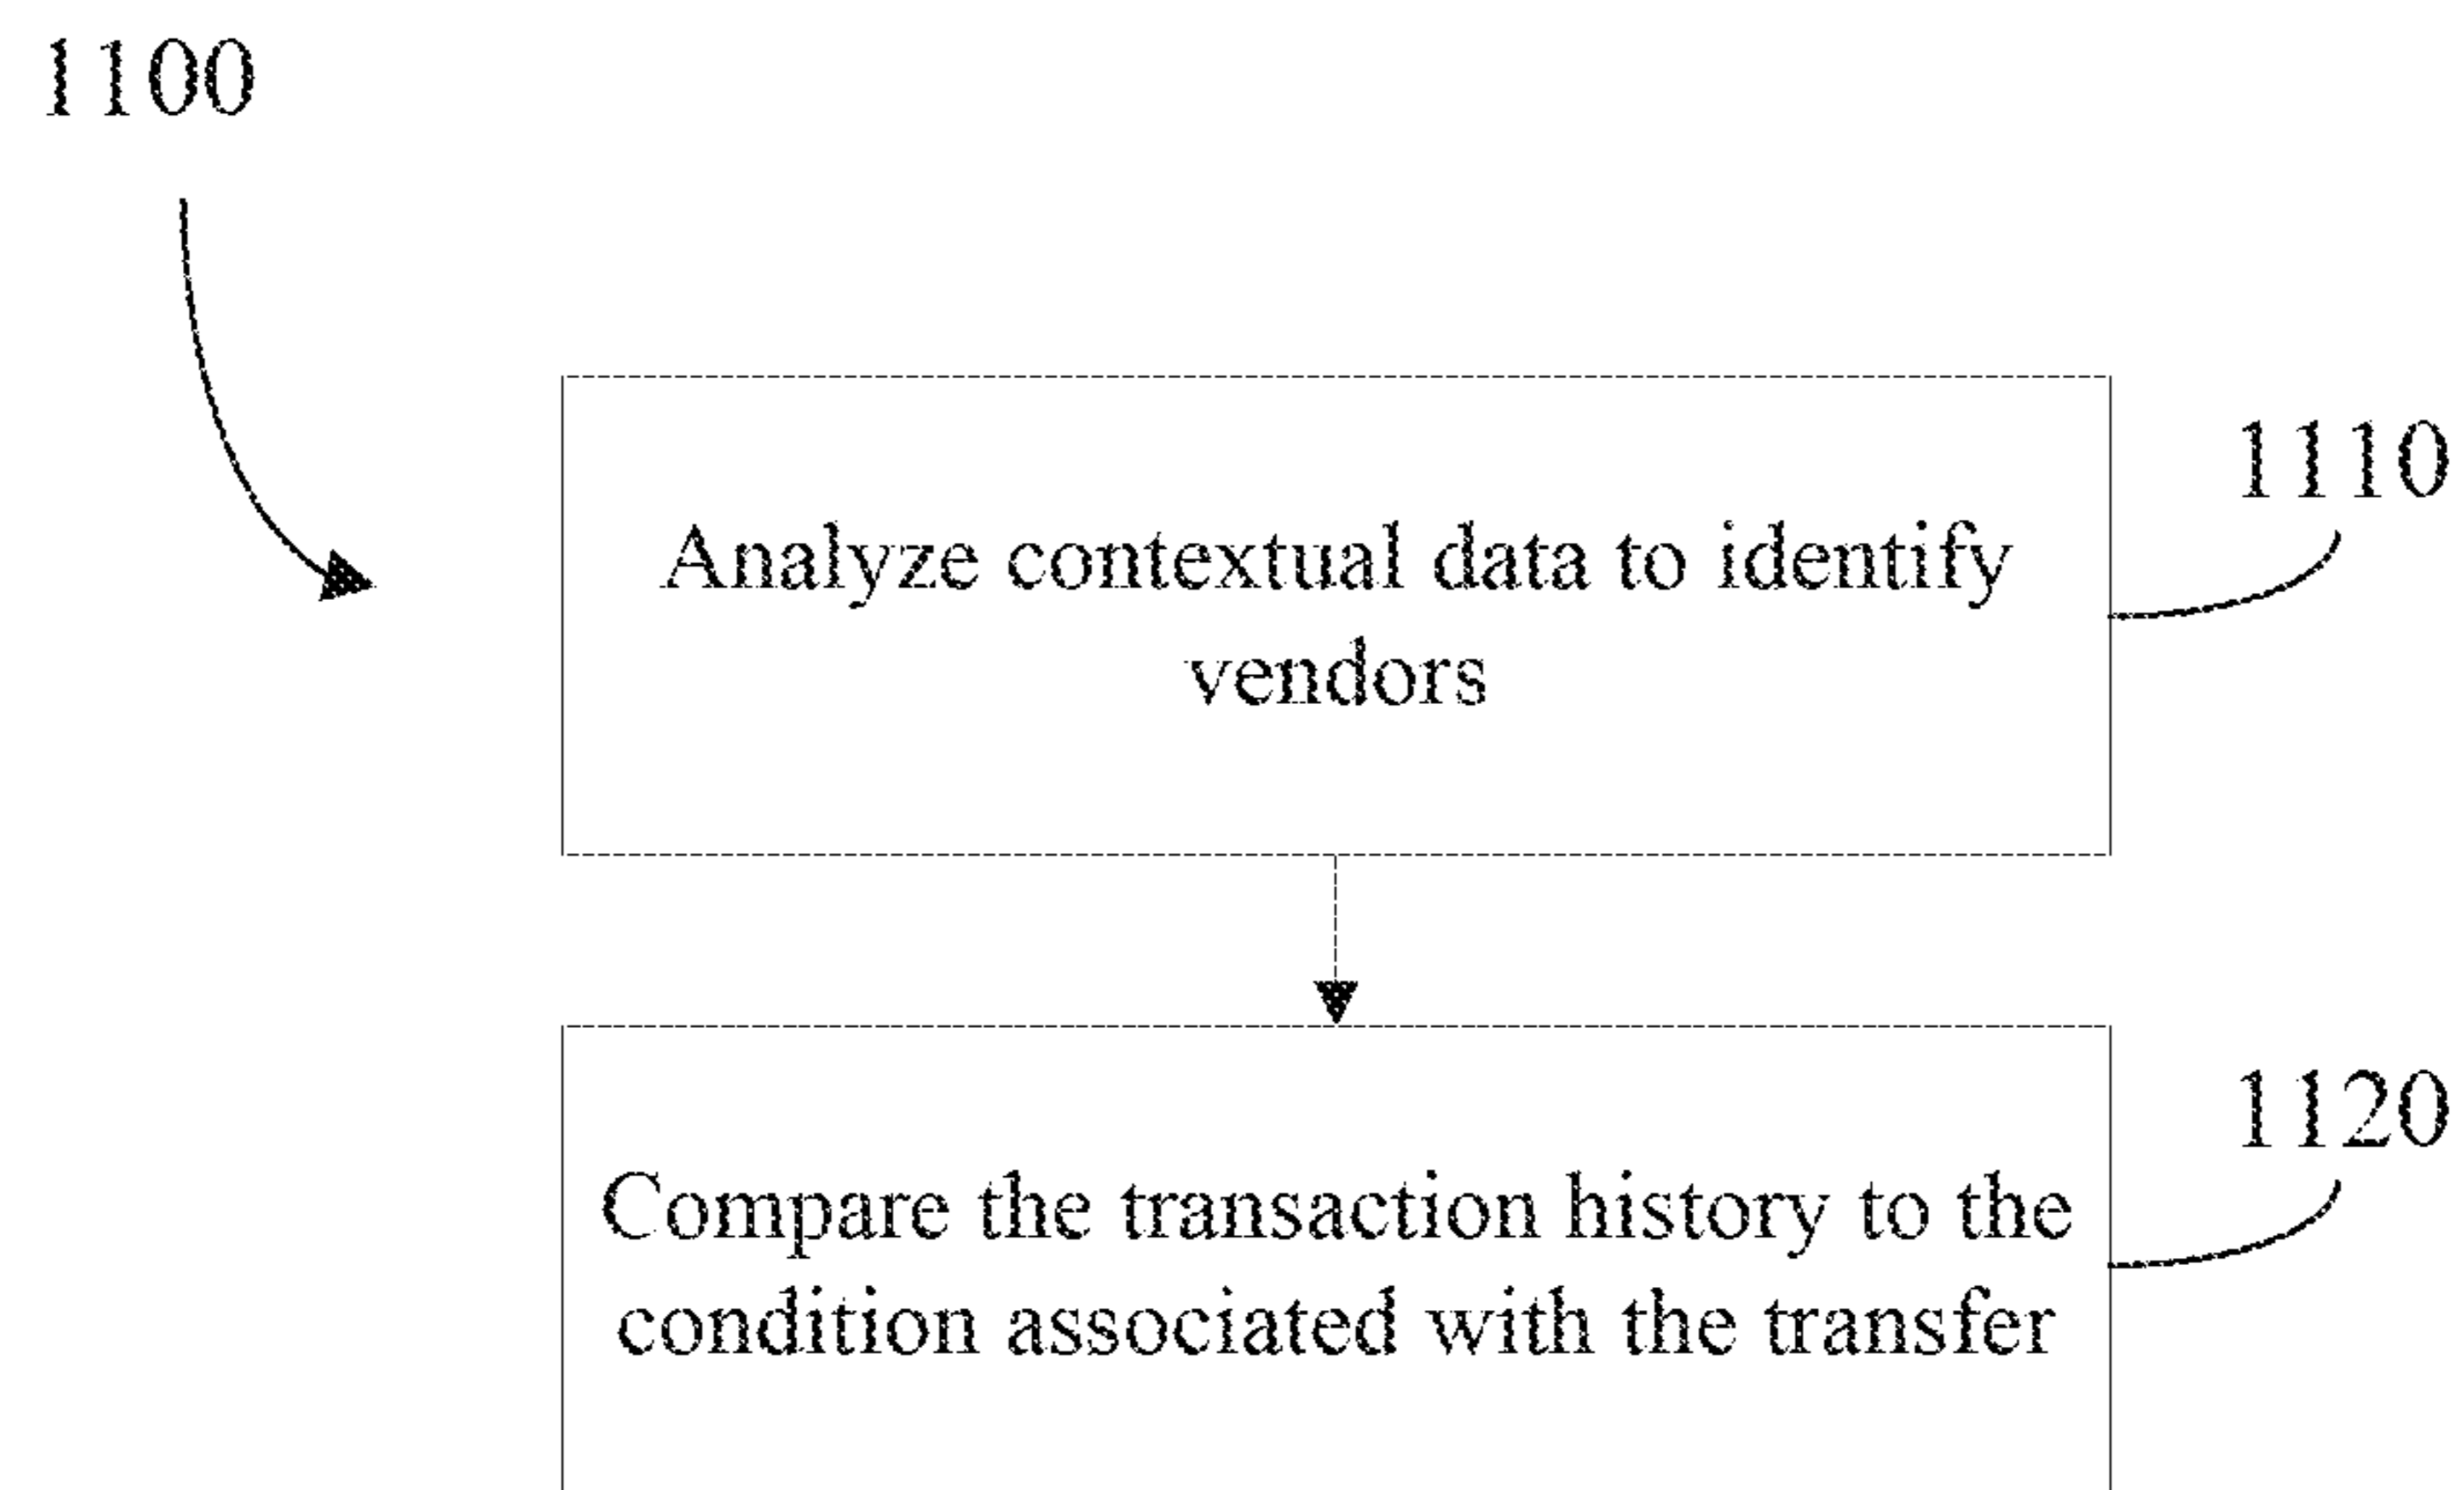 1100
1110
Analyze contextual data to identify
vendors
1120
Compare the transaction history to the
condition associated with the transfer